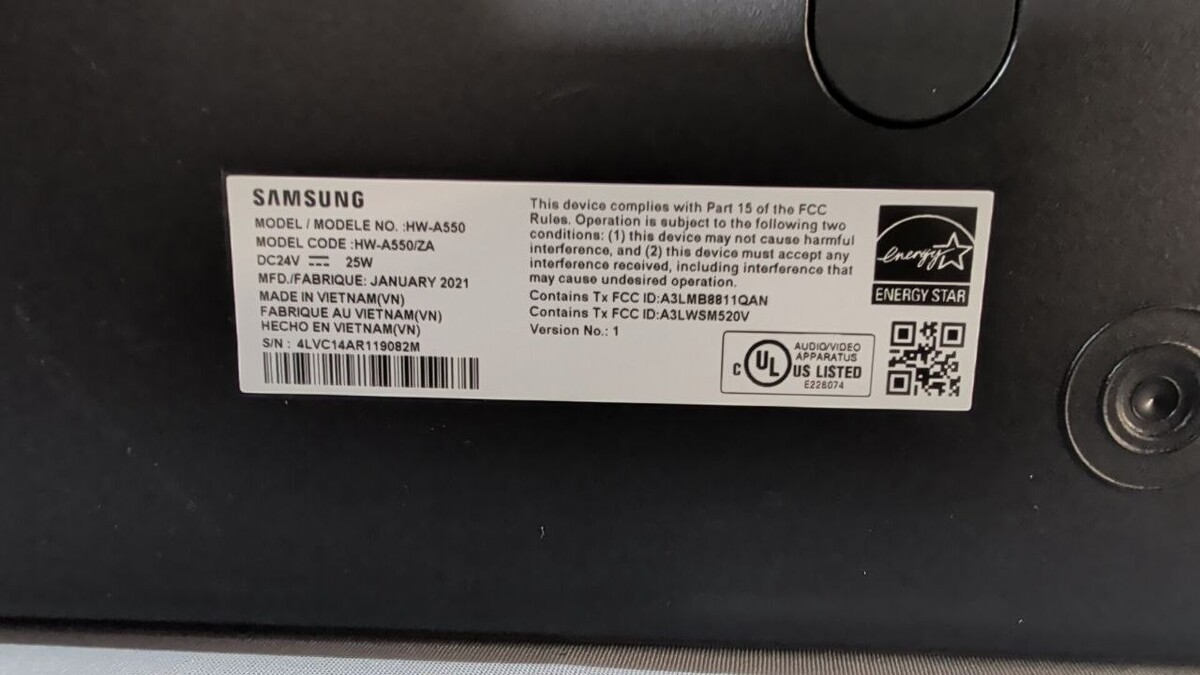 SAMSUNG
MODEL / MODELE NO. :HW-A550
MODEL CODE :HW-A550/ZA
DC24V ⎓ 25W
MFD./FABRIQUE: JANUARY 2021
MADE IN VIETNAM(VN)
FABRIQUE AU VIETNAM(VN)
HECHO EN VIETNAM(VN)
S/N : 4LVC14AR119082M
This device complies with Part 15 of the FCC
Rules. Operation is subject to the following two
conditions: (1) this device may not cause harmful
interference, and (2) this device must accept any
interference received, including interference that
may cause undesired operation.
Contains Tx FCC ID:A3LMB8811QAN
Contains Tx FCC ID:A3LWSM520V
Version No.: 1
energy
ENERGY STAR
C UL US LISTED
AUDIO/VIDEO
APPARATUS
E226074